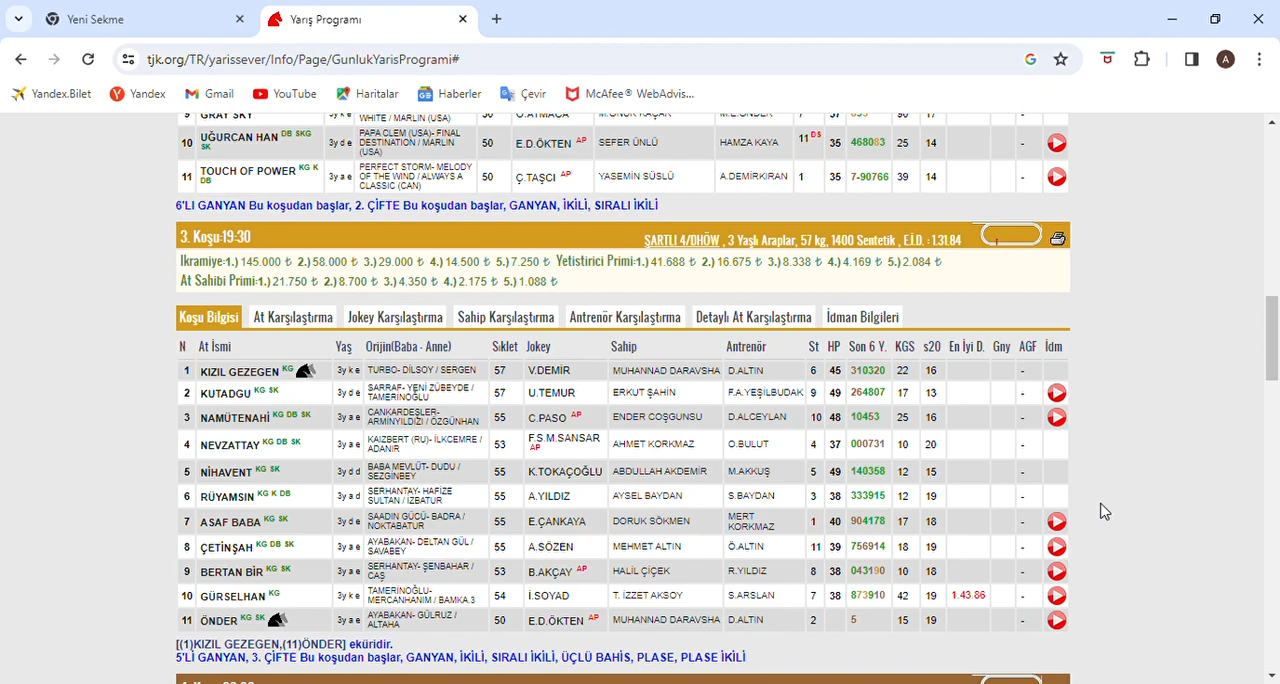 Yeni Sekme
Yarış Programı
tjk.org/TR/yarissever/Info/Page/GunlukYarisProgrami#
A
Yandex.Bilet Yandex Gmail YouTube Haritalar Haberler Çevir McAfee® WebAdvis...
9 GRAY SKY 3y k e WHITE / MARLIN (USA) 50 37 90 17 -
10 UĞURCAN HAN DB SKG SK 3y d e PAPA CLEM (USA)- FINAL DESTINATION / MARLIN (USA) 50 E.D.ÖKTEN AP SEFER ÜNLÜ HAMZA KAYA 11 DS 35 468083 25 14 -
11 TOUCH OF POWER KG K DB 3y a e PERFECT STORM- MELODY OF THE WIND / ALWAYS A CLASSIC (CAN) 50 Ç.TAŞCI AP YASEMİN SÜSLÜ A.DEMİRKIRAN 1 35 7-90766 39 14 -
6'LI GANYAN Bu koşudan başlar, 2. ÇİFTE Bu koşudan başlar, GANYAN, İKİLİ, SIRALI İKİLİ
3. Koşu:19:30 ŞARTLI 4/DHÖW , 3 Yaşlı Araplar, 57 kg, 1400 Sentetik , E.İ.D. : 1.31.84
Ikramiye:1.) 145.000 ₺ 2.) 58.000 ₺ 3.) 29.000 ₺ 4.) 14.500 ₺ 5.) 7.250 ₺ Yetistirici Primi:1.) 41.688 ₺ 2.) 16.675 ₺ 3.) 8.338 ₺ 4.) 4.169 ₺ 5.) 2.084 ₺
At Sahibi Primi:1.) 21.750 ₺ 2.) 8.700 ₺ 3.) 4.350 ₺ 4.) 2.175 ₺ 5.) 1.088 ₺
Koşu Bilgisi At Karşılaştırma Jokey Karşılaştırma Sahip Karşılaştırma Antrenör Karşılaştırma Detaylı At Karşılaştırma İdman Bilgileri
N At İsmi Yaş Orijin(Baba - Anne) Sıklet Jokey Sahip Antrenör St HP Son 6 Y. KGS s20 En İyi D. Gny AGF İdm
1 KIZIL GEZEGEN KG 3y k e TURBO- DİLSOY / SERGEN 57 V.DEMİR MUHANNAD DARAVSHA D.ALTIN 6 45 310320 22 16 -
2 KUTADGU KG SK 3y d e SARRAF- YENİ ZÜBEYDE / TAMERİNOĞLU 57 U.TEMUR ERKUT ŞAHİN F.A.YEŞİLBUDAK 9 49 264807 17 13 -
3 NAMÜTENAHİ KG DB SK 3y a e CANKARDEŞLER- ARMİNYILDIZI / ÖZGÜNHAN 55 C.PASO AP ENDER COŞGUNSU D.ALCEYLAN 10 48 10453 25 16 -
4 NEVZATTAY KG DB SK 3y a e KAIZBERT (RU)- İLKCEMRE / ADANIR 53 F.S.M.SANSAR AP AHMET KORKMAZ O.BULUT 4 37 000731 10 20 -
5 NİHAVENT KG SK 3y d d BABA MEVLÜT- DUDU / SEZGİNBEY 55 K.TOKAÇOĞLU ABDULLAH AKDEMİR M.AKKUŞ 5 49 140358 12 15 -
6 RÜYAMSIN KG K DB 3y a d SERHANTAY- HAFİZE SULTAN / İZBATUR 55 A.YILDIZ AYSEL BAYDAN S.BAYDAN 3 38 333915 12 19 -
7 ASAF BABA KG SK 3y d e SAADIN GÜCÜ- BADRA / NOKTABATUR 55 E.ÇANKAYA DORUK SÖKMEN MERT KORKMAZ 1 40 904178 17 18 -
8 ÇETİNŞAH KG DB SK 3y a e AYABAKAN- DELTAN GÜL / SAVABEY 55 A.SÖZEN MEHMET ALTIN Ö.ALTIN 11 39 756914 18 19 -
9 BERTAN BİR KG SK 3y a e SERHANTAY- ŞENBAHAR / CAŞ 53 B.AKÇAY AP HALİL ÇİÇEK R.YILDIZ 8 38 043190 10 18 -
10 GÜRSELHAN KG 3y k e TAMERİNOĞLU- MERCANHANIM / BAMKA.3 54 İ.SOYAD T. İZZET AKSOY S.ARSLAN 7 38 873910 42 19 1.43.86 -
11 ÖNDER KG SK 3y a e AYABAKAN- GÜLRUZ / ALTAHA 50 E.D.ÖKTEN AP MUHANNAD DARAVSHA D.ALTIN 2 5 15 19 -
[(1)KIZIL GEZEGEN,(11)ÖNDER] eküridir.
5'Lİ GANYAN, 3. ÇİFTE Bu koşudan başlar, GANYAN, İKİLİ, SIRALI İKİLİ, ÜÇLÜ BAHİS, PLASE, PLASE İKİLİ